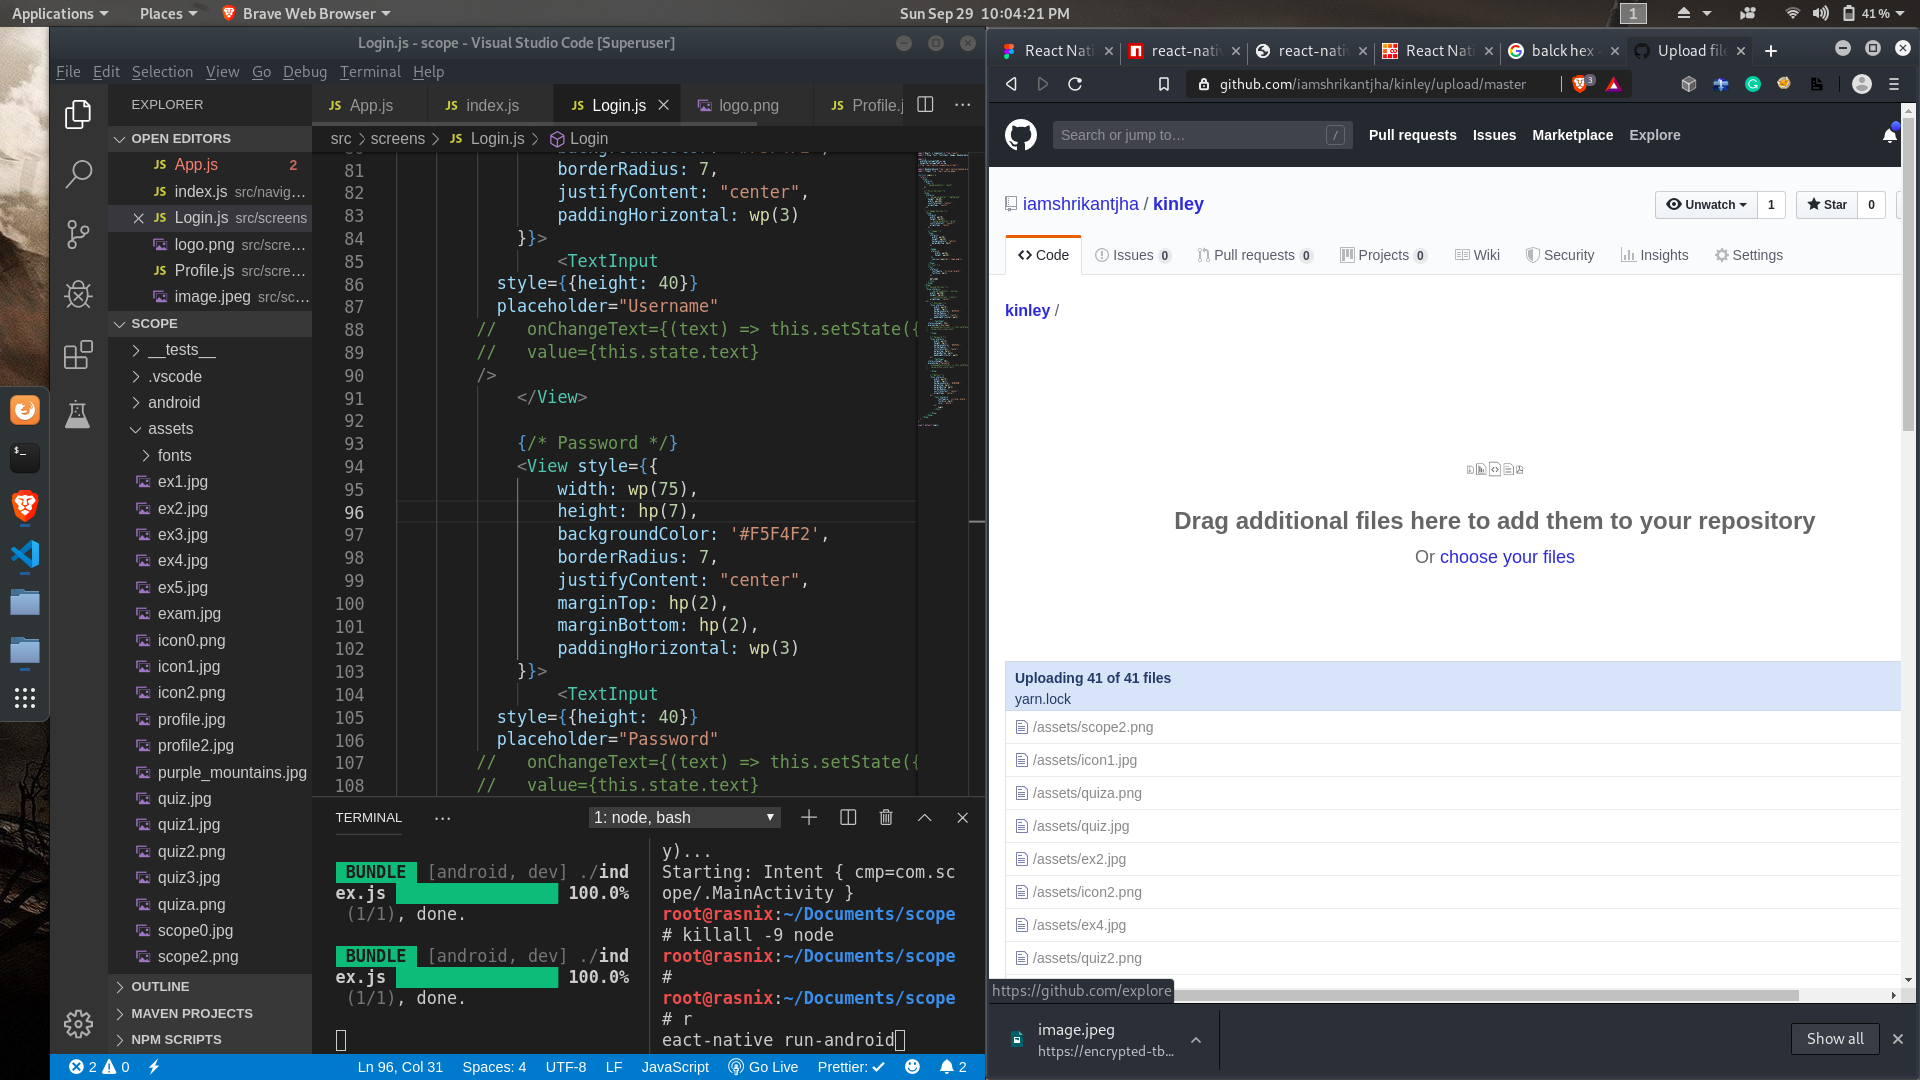 Applications Places Brave Web Browser Sun Sep 29 10:04:21 PM 1 41 %
Login.js - scope - Visual Studio Code [Superuser]
File Edit Selection View Go Debug Terminal Help
EXPLORER
OPEN EDITORS
JS App.js 2
JS index.js src/navig...
JS Login.js src/screens
logo.png src/scre...
JS Profile.js src/scre...
image.jpeg src/sc...
SCOPE
__tests__
.vscode
android
assets
fonts
ex1.jpg
ex2.jpg
ex3.jpg
ex4.jpg
ex5.jpg
exam.jpg
icon0.png
icon1.jpg
icon2.png
profile.jpg
profile2.jpg
purple_mountains.jpg
quiz.jpg
quiz1.jpg
quiz2.png
quiz3.jpg
quiza.png
scope0.jpg
scope2.png
OUTLINE
MAVEN PROJECTS
NPM SCRIPTS
JS App.js JS index.js JS Login.js logo.png JS Profile.j
src > screens > JS Login.js > Login
81 borderRadius: 7,
82 justifyContent: "center",
83 paddingHorizontal: wp(3)
84 }}>
85 <TextInput
86 style={{height: 40}}
87 placeholder="Username"
88 // onChangeText={(text) => this.setState({
89 // value={this.state.text}
90 />
91 </View>
92
93 {/* Password */}
94 <View style={{
95 width: wp(75),
96 height: hp(7),
97 backgroundColor: '#F5F4F2',
98 borderRadius: 7,
99 justifyContent: "center",
100 marginTop: hp(2),
101 marginBottom: hp(2),
102 paddingHorizontal: wp(3)
103 }}>
104 <TextInput
105 style={{height: 40}}
106 placeholder="Password"
107 // onChangeText={(text) => this.setState({
108 // value={this.state.text}
TERMINAL ... 1: node, bash
BUNDLE [android, dev] ./ind
ex.js 100.0%
(1/1), done.
BUNDLE [android, dev] ./ind
ex.js 100.0%
(1/1), done.
y)...
Starting: Intent { cmp=com.sc
ope/.MainActivity }
root@rasnix:~/Documents/scope
# killall -9 node
root@rasnix:~/Documents/scope
#
root@rasnix:~/Documents/scope
# r
eact-native run-android
2 0 Ln 96, Col 31 Spaces: 4 UTF-8 LF JavaScript Go Live Prettier: 2
React Nati react-nativ react-nativ React Nati balck hex - Upload file
github.com/iamshrikantjha/kinley/upload/master 3
Search or jump to… / Pull requests Issues Marketplace Explore
iamshrikantjha / kinley Unwatch 1 Star 0
Code Issues 0 Pull requests 0 Projects 0 Wiki Security Insights Settings
kinley /
Drag additional files here to add them to your repository
Or choose your files
Uploading 41 of 41 files
yarn.lock
/assets/scope2.png
/assets/icon1.jpg
/assets/quiza.png
/assets/quiz.jpg
/assets/ex2.jpg
/assets/icon2.png
/assets/ex4.jpg
/assets/quiz2.png
https://github.com/explore
image.jpeg
https://encrypted-tb...
Show all